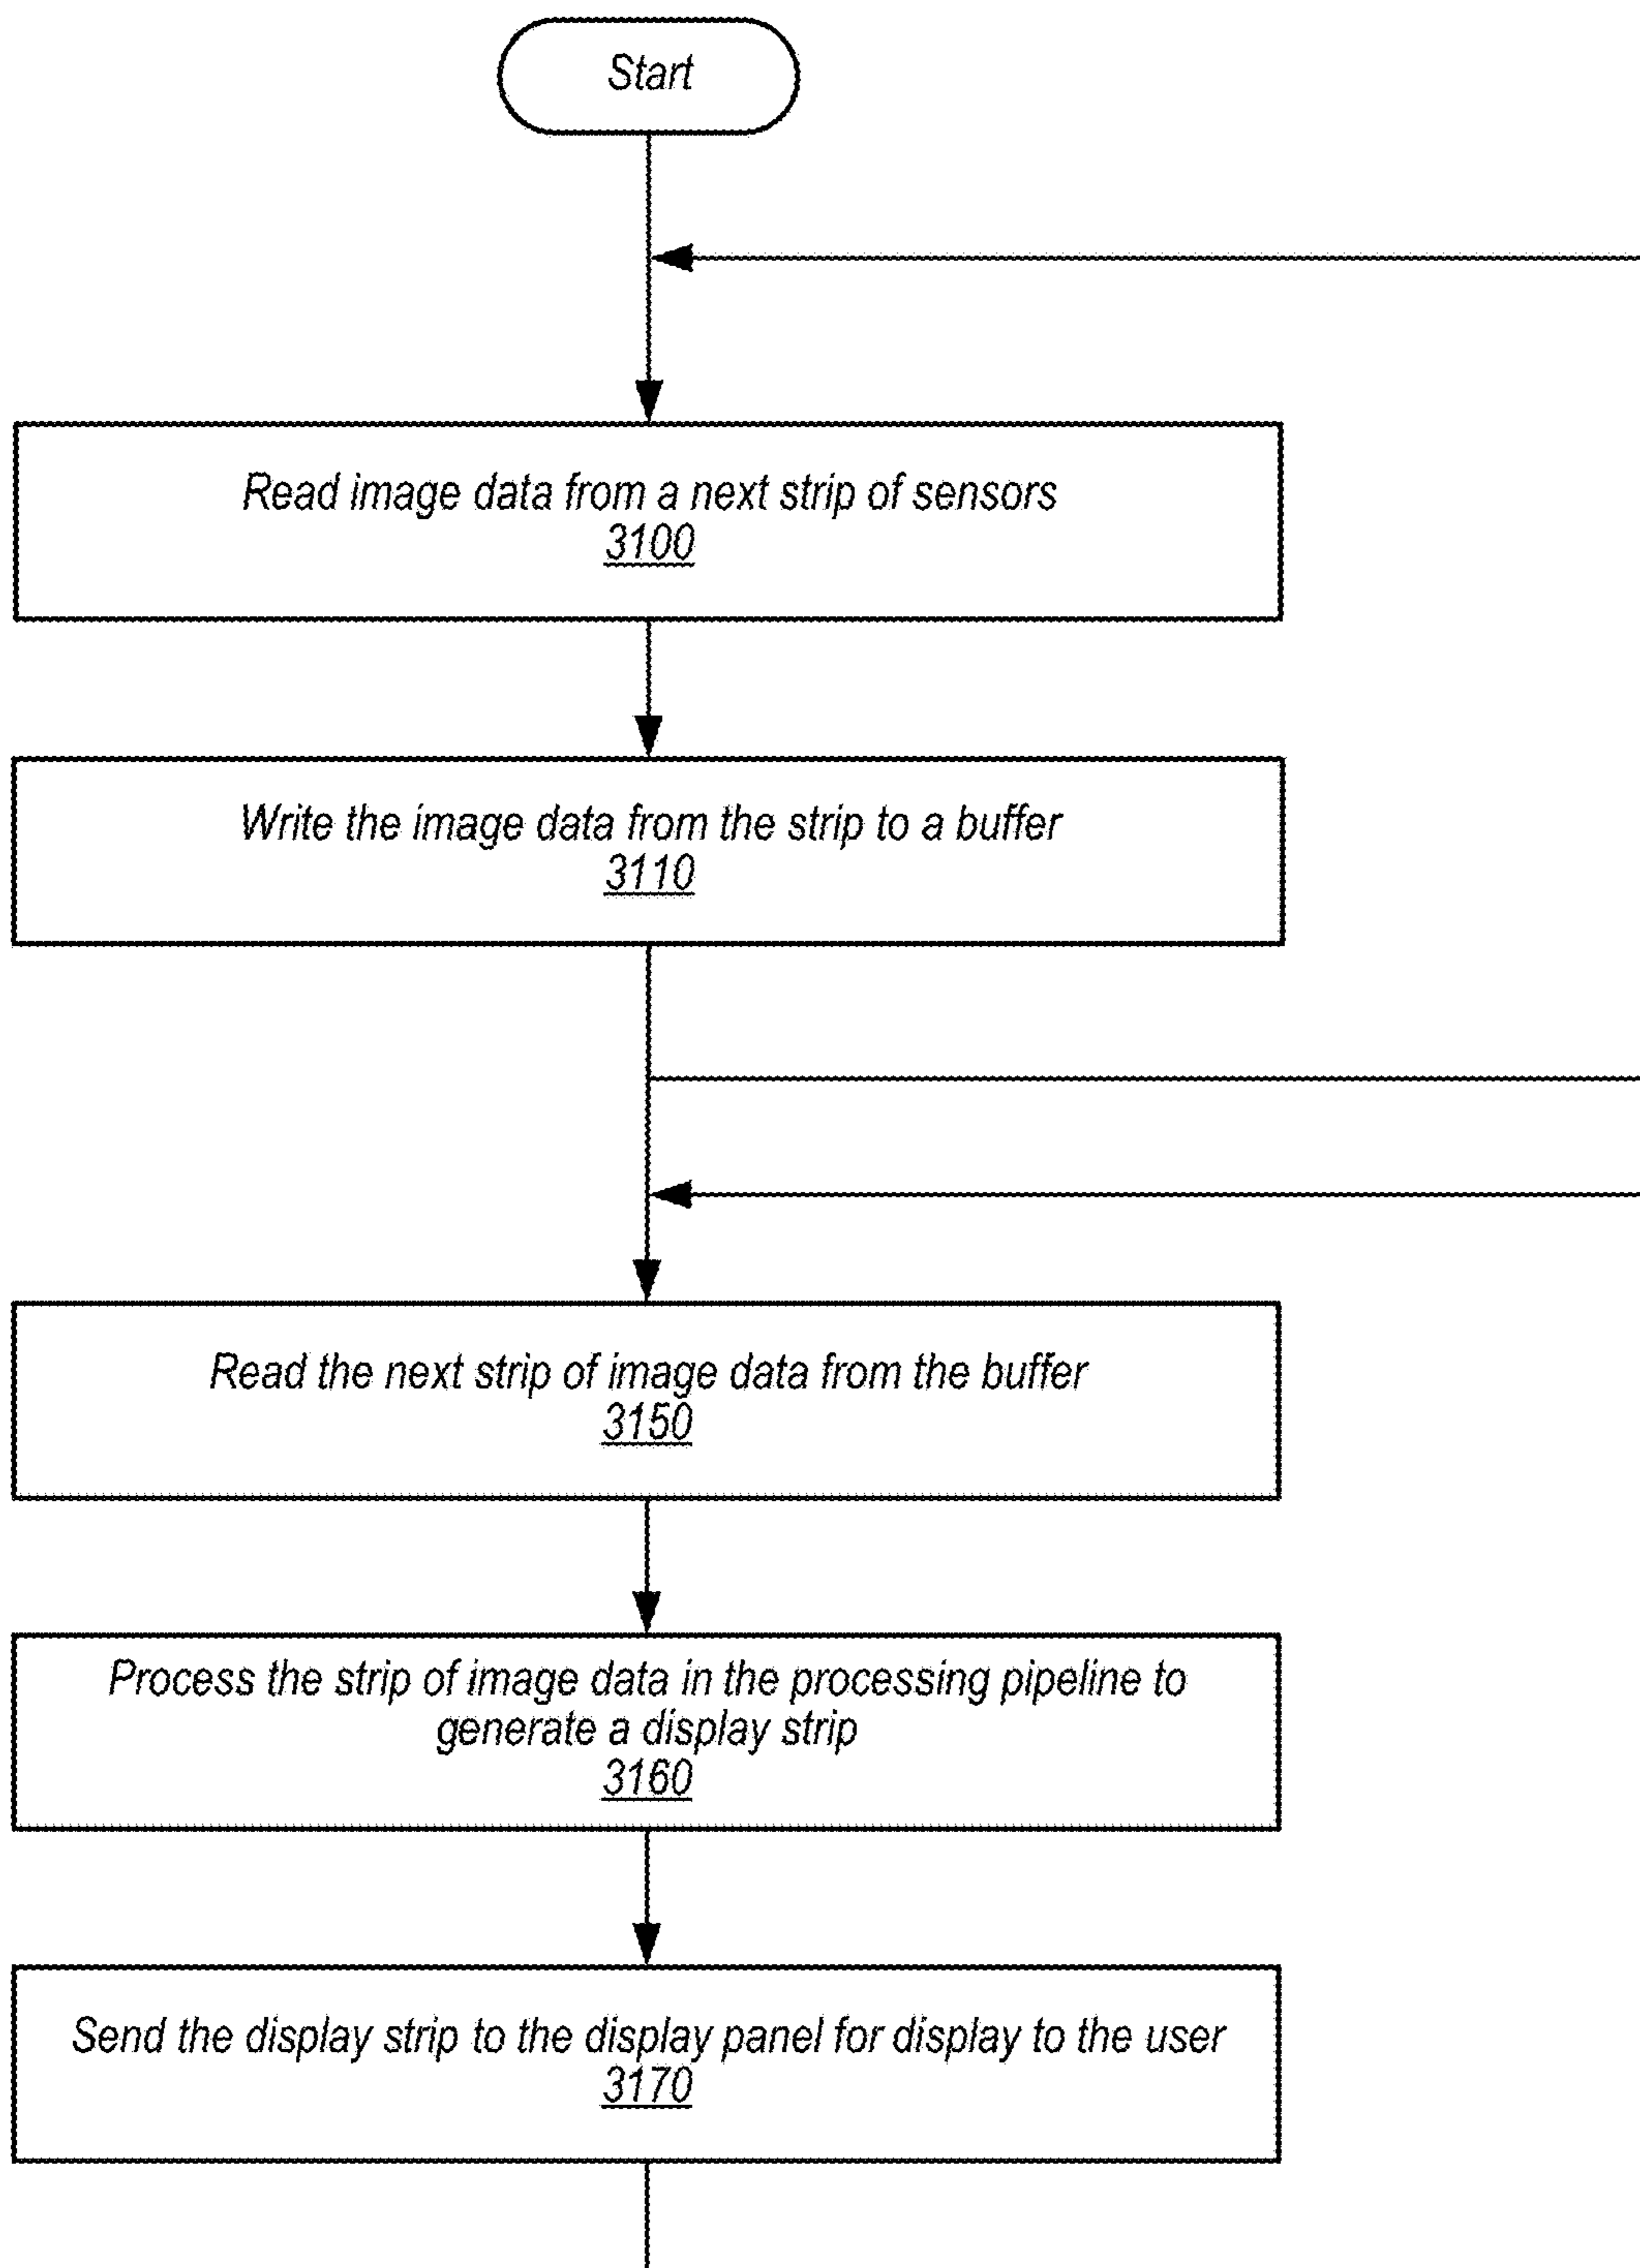 Start
Read image data from a next strip of sensors
3100
Write the image data from the strip to a buffer
3110
Read the next strip of image data from the buffer
3150
Process the strip of image data in the processing pipeline to
generate a display strip
3160
Send the display strip to the display panel for display to the user
3170